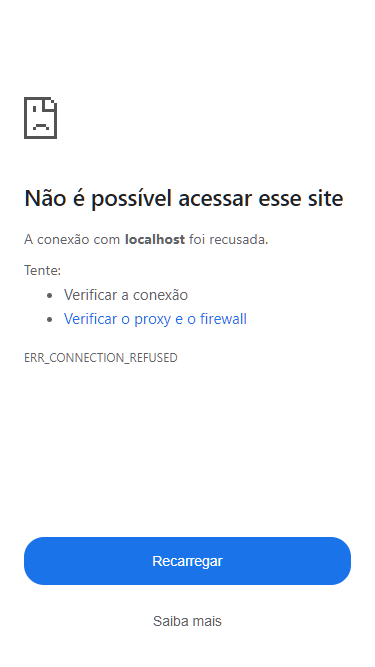 Não é possível acessar esse site
A conexão com localhost foi recusada.
Tente:
Verificar a conexão
Verificar o proxy e o firewall
ERR_CONNECTION_REFUSED
Recarregar
Saiba mais